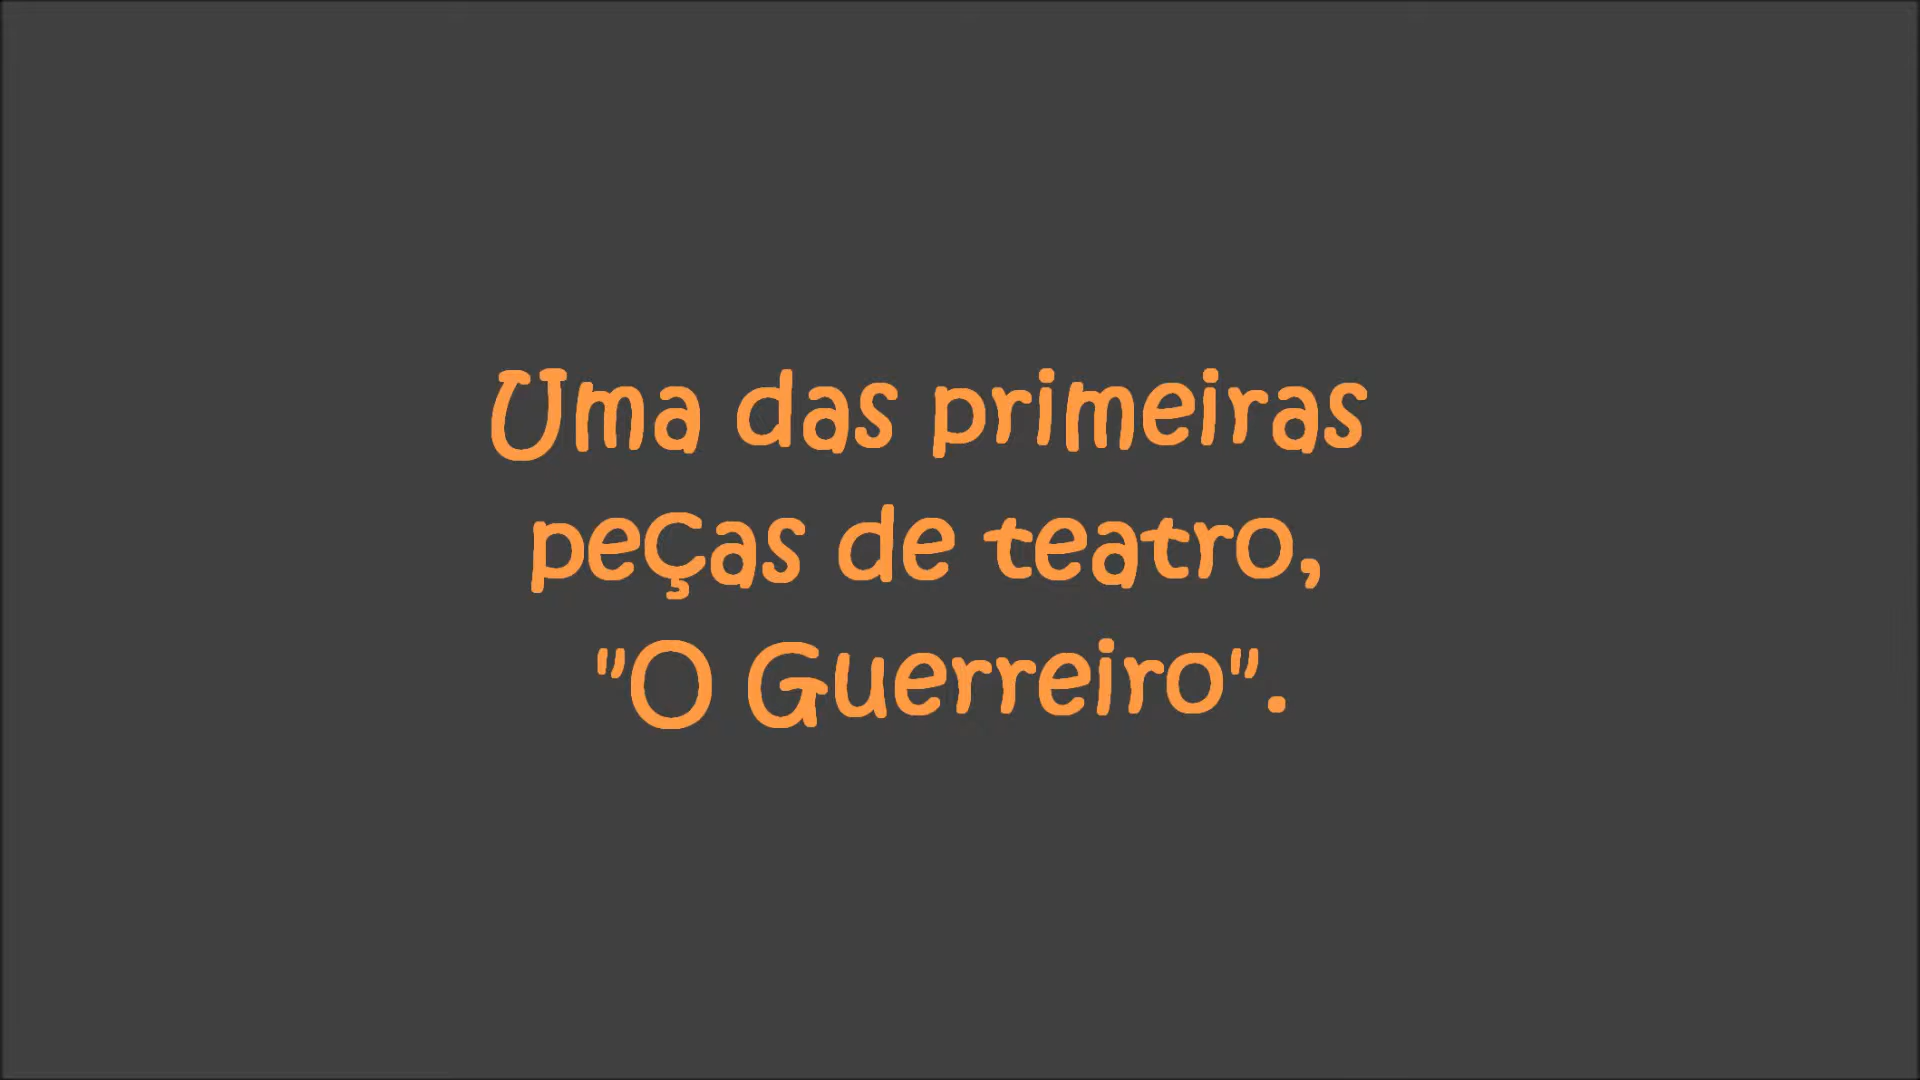 Uma das primeiras
peças de teatro,
"O Guerreiro".